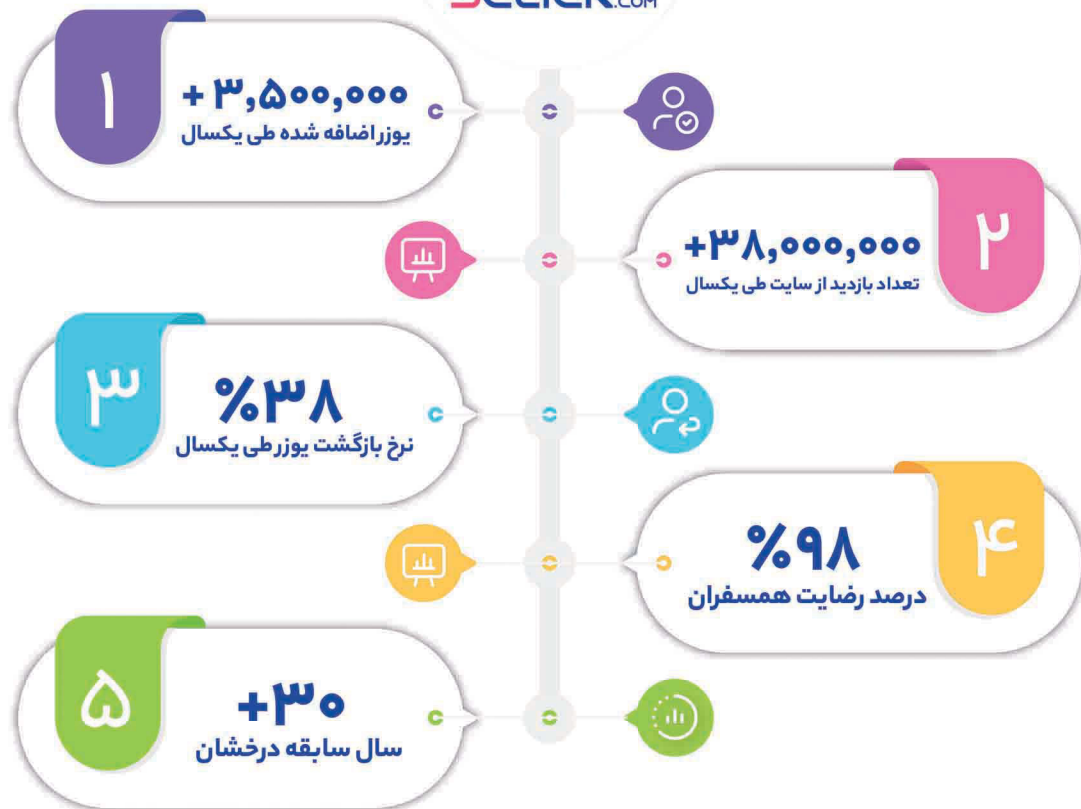 .COM
۱
+ ۳,۵۰۰,۰۰۰
یوزر اضافه شده طی یکسال
۲
+۳۸,۰۰۰,۰۰۰
تعداد بازدید از سایت طی یکسال
۳
%۳۸
نرخ بازگشت یوزر طی یکسال
۴
%۹۸
درصد رضایت همسفران
۵
+۳۰
سال سابقه درخشان